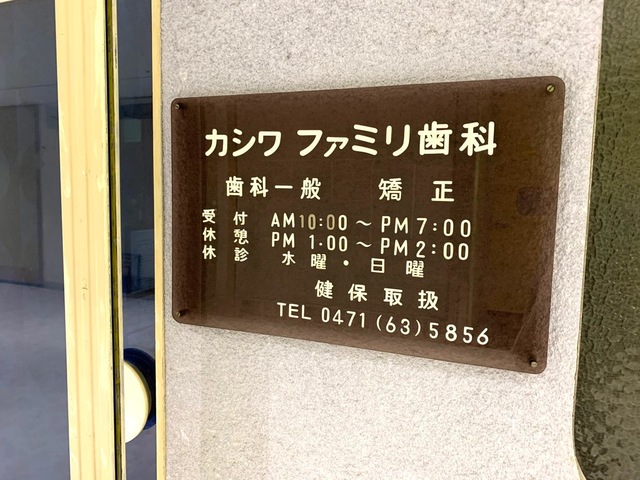 カシワ ファミリ歯科
歯科一般 矯正
受付 AM10:00～PM7:00
休憩 PM1:00～PM2:00
休診 水曜・日曜
健保取扱
TEL 0471(63)5856